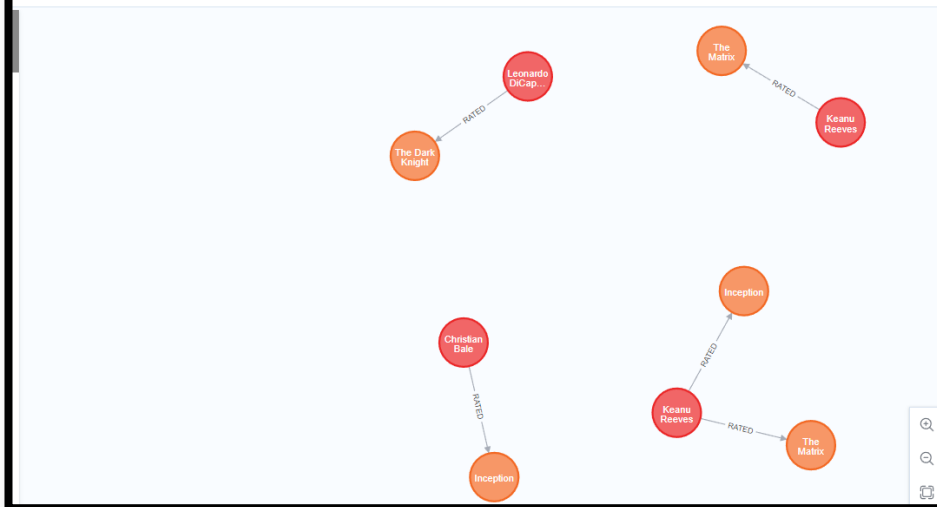 The
Matrix
Leonardo
DiCap...
RATED
RATED
Keanu
Reeves
The Dark
Knight
Inception
Christian
Bale
RATED
RATED
Keanu
Reeves
RATED
The
Matrix
Inception